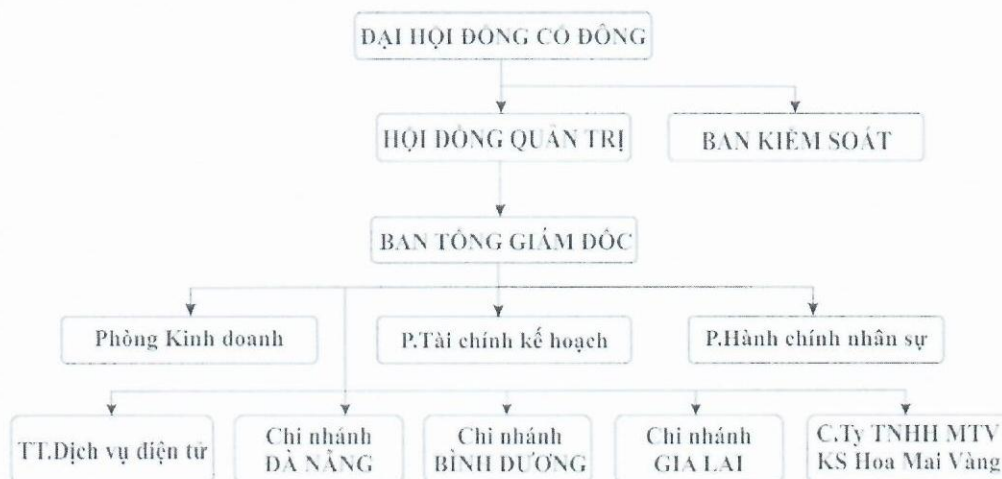 ĐẠI HỘI ĐỒNG CỔ ĐÔNG
HỘI ĐỒNG QUẢN TRỊ
BAN KIỂM SOÁT
BAN TỔNG GIÁM ĐỐC
Phòng Kinh doanh
P.Tài chính kế hoạch
P.Hành chính nhân sự
TT.Dịch vụ điện tử
Chi nhánh
ĐÀ NẴNG
Chi nhánh
BÌNH DƯƠNG
Chi nhánh
GIA LAI
C.Ty TNHH MTV
KS Hoa Mai Vàng